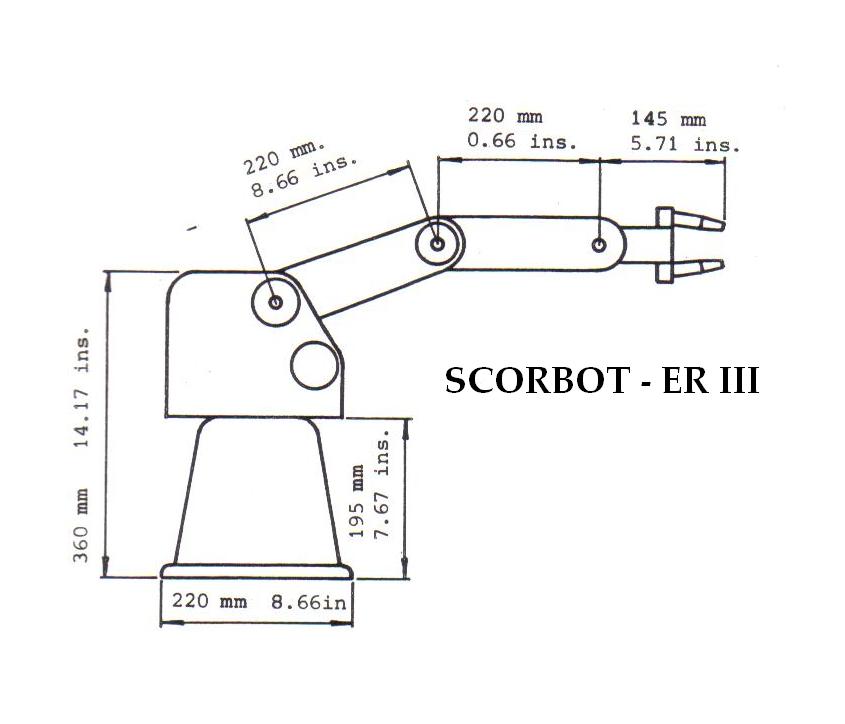 220 mm
0.66 ins.
145 mm
5.71 ins.
220 mm.
8.66 ins.
360 mm 14.17 ins.
SCORBOT - ER III
195 mm
7.67 ins.
220 mm 8.66in